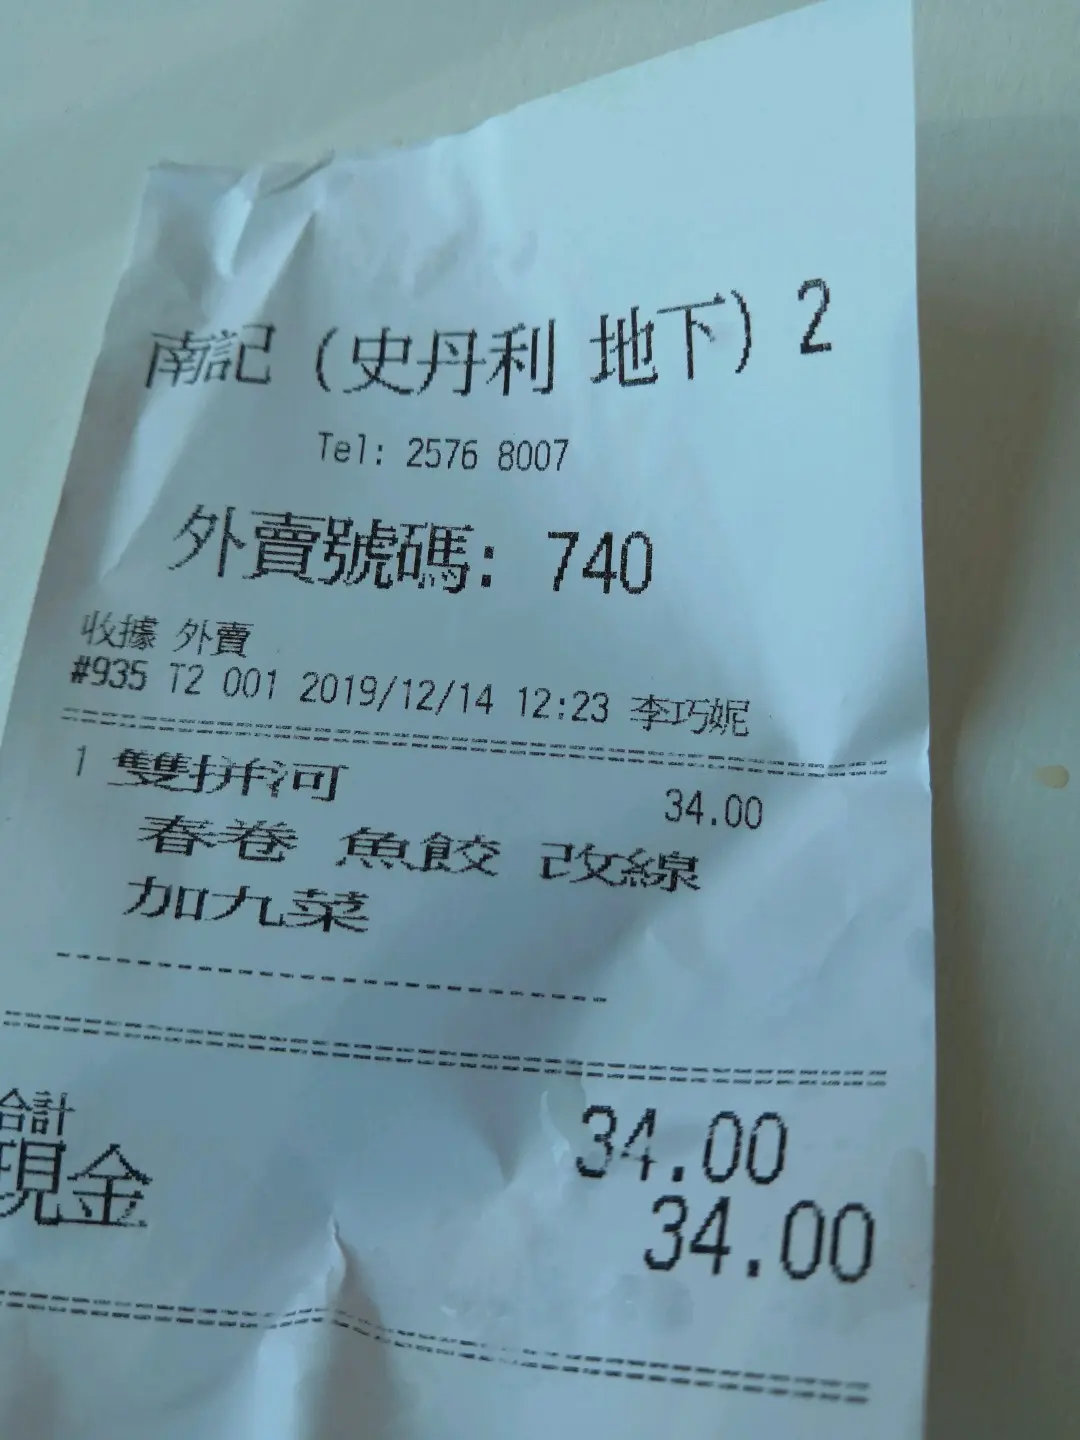 南記 (史丹利 地下) 2
Tel: 2576 8007
外賣號碼: 740
收據 外賣
#935 T2 001 2019/12/14 12:23 李巧妮
1 雙拼河 34.00
春卷 魚餃 改線
加九菜
合計 34.00
現金 34.00